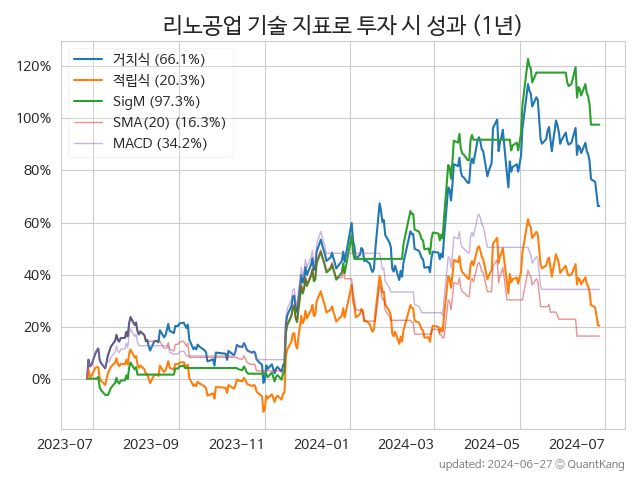 리노공업 기술 지표로 투자 시 성과 (1년)
거치식 (66.1%)
적립식 (20.3%)
SigM (97.3%)
SMA(20) (16.3%)
MACD (34.2%)
120%
100%
80%
60%
40%
20%
0%
2023-07 2023-09 2023-11 2024-01 2024-03 2024-05 2024-07
updated: 2024-06-27 © QuantKang